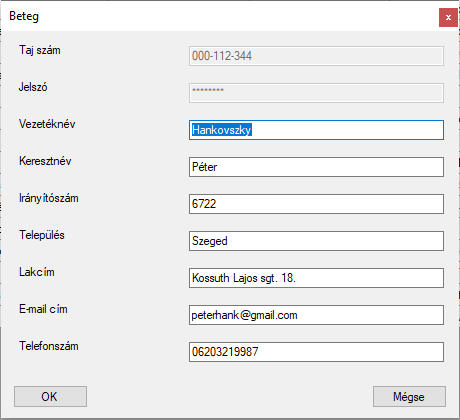 Beteg
x
Taj szám 000-112-344
Jelszó ********
Vezetéknév Hankovszky
Keresztnév Péter
Irányítószám 6722
Település Szeged
Lakcím Kossuth Lajos sgt. 18.
E-mail cím peterhank@gmail.com
Telefonszám 06203219987
OK Mégse